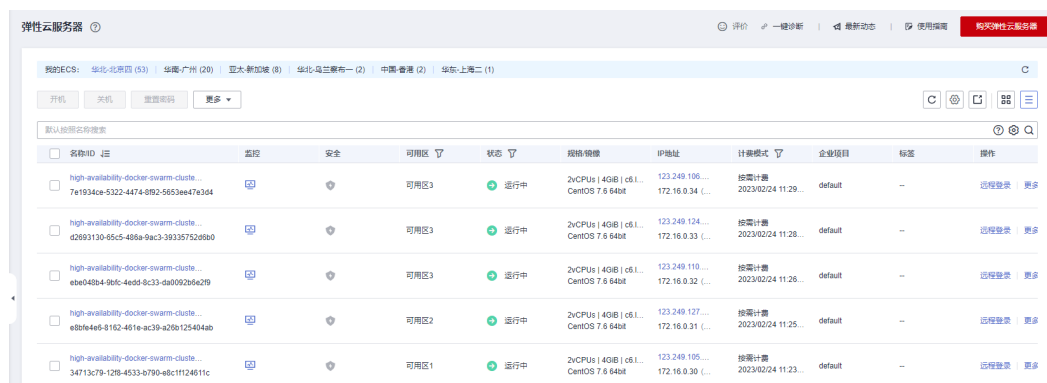 弹性云服务器
评价 一键诊断 | 最新动态 | 使用指南 购买弹性云服务器
我的ECS: 华北-北京四 (53) | 华南-广州 (20) | 亚太-新加坡 (8) | 华北-乌兰察布一 (2) | 中国-香港 (2) | 华东-上海二 (1)
开机 关机 重置密码 更多
默认按照名称搜索
名称/ID 监控 安全 可用区 状态 规格/镜像 IP地址 计费模式 企业项目 标签 操作
high-availability-docker-swarm-cluste... 2vCPUs | 4GiB | c6.l... 123.249.106.... 按需计费
7e1934ce-5322-4474-8f92-5653ee47e3d4 可用区3 运行中 CentOS 7.6 64bit 172.16.0.34 (... 2023/02/24 11:29... default -- 远程登录 | 更多
high-availability-docker-swarm-cluste... 2vCPUs | 4GiB | c6.l... 123.249.124.... 按需计费
d2693130-65c5-486a-9ac3-39335752d6b0 可用区3 运行中 CentOS 7.6 64bit 172.16.0.33 (... 2023/02/24 11:28... default -- 远程登录 | 更多
high-availability-docker-swarm-cluste... 2vCPUs | 4GiB | c6.l... 123.249.110.... 按需计费
ebe048b4-9bfc-4edd-8c33-da0092b6e2f9 可用区3 运行中 CentOS 7.6 64bit 172.16.0.32 (... 2023/02/24 11:26... default -- 远程登录 | 更多
high-availability-docker-swarm-cluste... 2vCPUs | 4GiB | c6.l... 123.249.127.... 按需计费
e8bfe4e6-8162-461e-ac39-a26b125404ab 可用区2 运行中 CentOS 7.6 64bit 172.16.0.31 (... 2023/02/24 11:25... default -- 远程登录 | 更多
high-availability-docker-swarm-cluste... 2vCPUs | 4GiB | c6.l... 123.249.105.... 按需计费
34713c79-12f8-4533-b790-e8c1f124611c 可用区1 运行中 CentOS 7.6 64bit 172.16.0.30 (... 2023/02/24 11:23... default -- 远程登录 | 更多